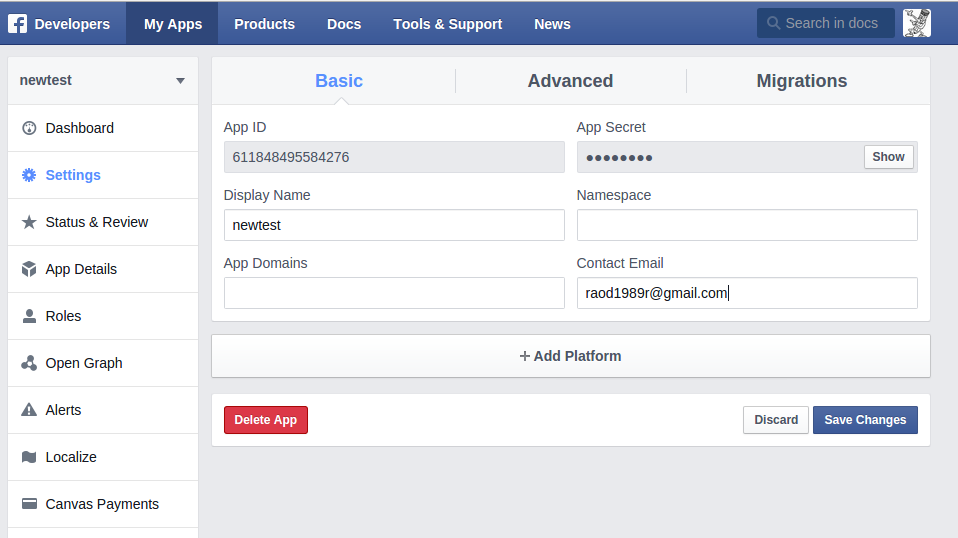 Developers My Apps Products Docs Tools & Support News Search in docs
newtest
Dashboard
Settings
Status & Review
App Details
Roles
Open Graph
Alerts
Localize
Canvas Payments
Basic Advanced Migrations
App ID App Secret
611848495584276 ●●●●●●●● Show
Display Name Namespace
newtest
App Domains Contact Email
raod1989r@gmail.com
+ Add Platform
Delete App Discard Save Changes